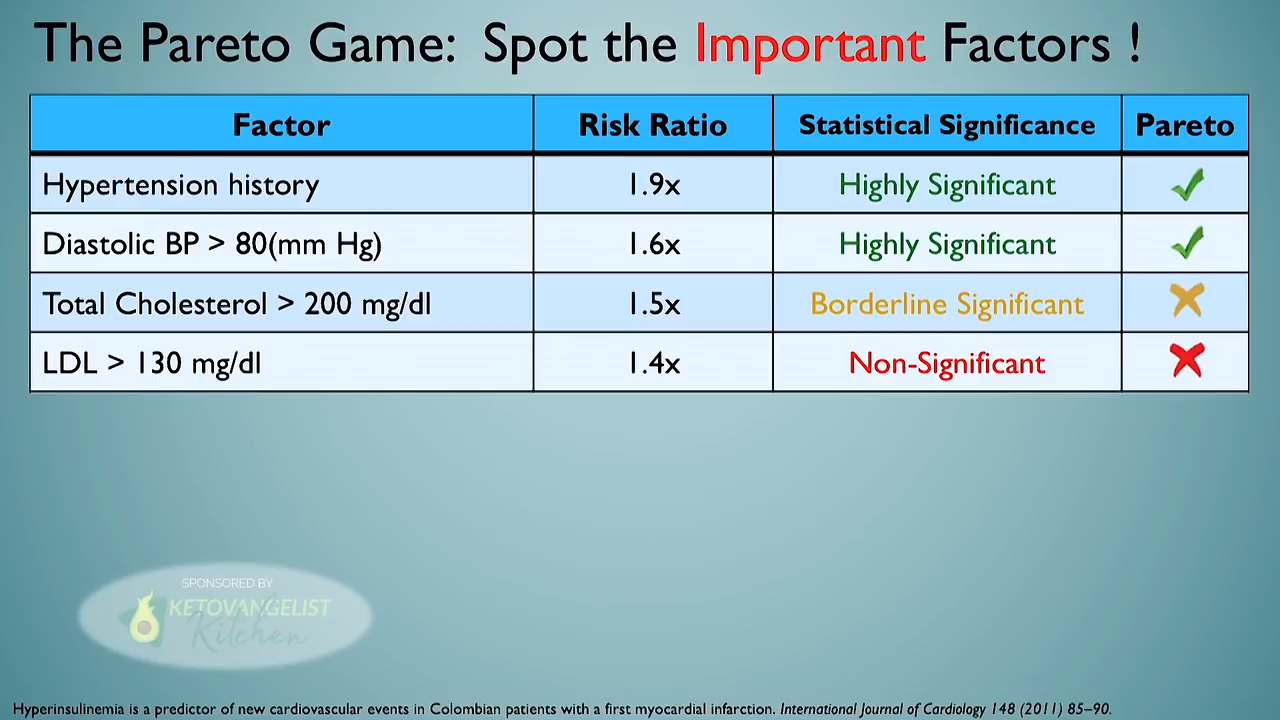 The Pareto Game: Spot the Important Factors !
Factor Risk Ratio Statistical Significance Pareto
Hypertension history 1.9x Highly Significant
Diastolic BP > 80(mm Hg) 1.6x Highly Significant
Total Cholesterol > 200 mg/dl 1.5x Borderline Significant
LDL > 130 mg/dl 1.4x Non-Significant
SPONSORED BY
KETOVANGELIST
Kitchen
Hyperinsulinemia is a predictor of new cardiovascular events in Colombian patients with a first myocardial infarction. International Journal of Cardiology 148 (2011) 85–90.